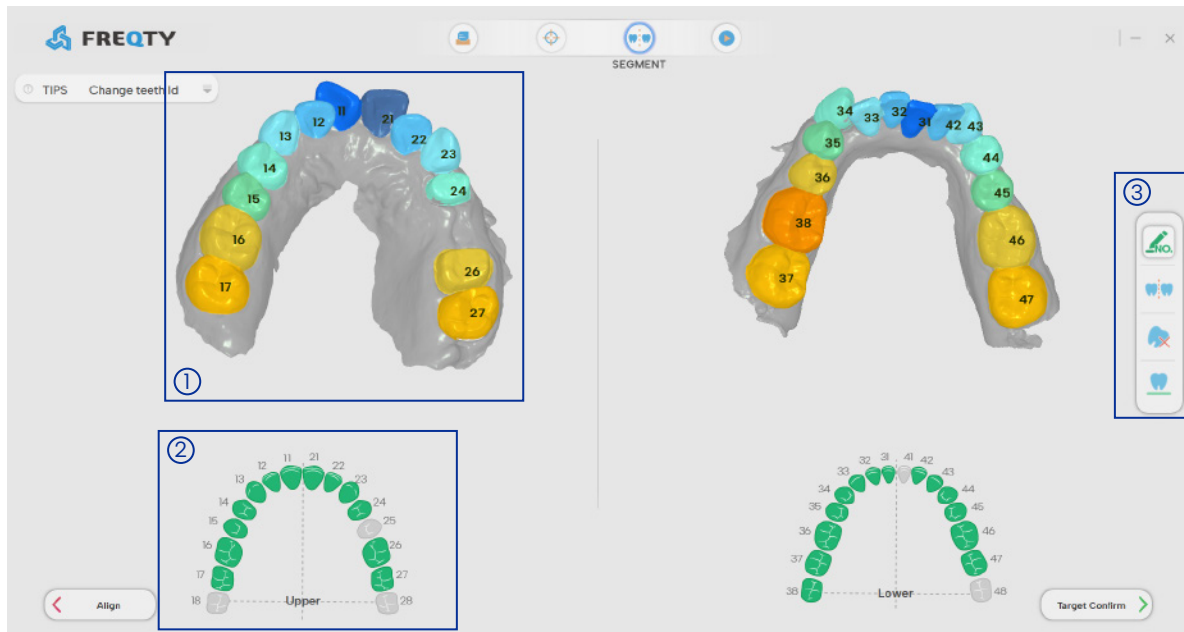 FREQTY
SEGMENT
TIPS Change teeth Id
①
11 21
12 22
13 23
14 24
15
16 26
17 27
34 33 32 31 42 43
35 44
36 45
38 46
37 47
③
NO.
②
11 21
12 22
13 23
14 24
15 25
16 26
17 27
18 Upper 28
32 31 41 42
33 43
34 44
35 45
36 46
37 47
38 Lower 48
Align
Target Confirm